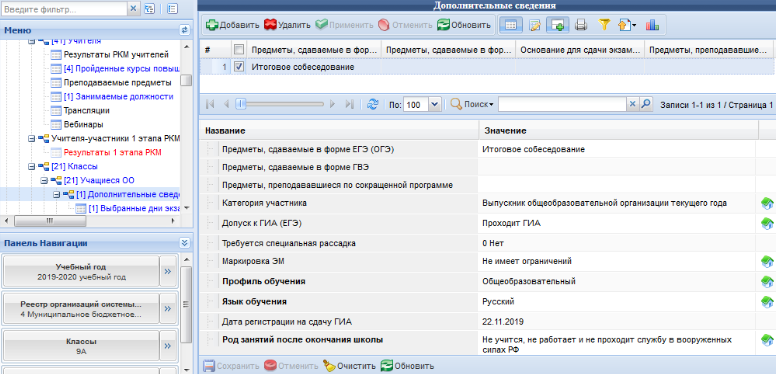 Введите фильтр...
Меню
[41] Учителя
Результаты РКМ учителей
[4] Пройденные курсы повыш
Преподаваемые предметы
[1] Занимаемые должности
Трансляции
Вебинары
Учителя-участники 1 этапа РКМ
Результаты 1 этапа РКМ
[21] Классы
[21] Учащиеся ОО
[1] Дополнительные свед
[1] Выбранные дни экза
Панель Навигации
Учебный год
2019-2020 учебный год
Реестр организаций системы...
4 Муниципальное бюджетное...
Классы
9А
Дополнительные сведения
Добавить Удалить Применить Отменить Обновить
# Предметы, сдаваемые в фор... Предметы, сдаваемые в фор... Основание для сдачи экзам... Предметы, преподававшие...
1 Итоговое собеседование
По: 100 Поиск Записи 1-1 из 1 / Страница 1
Название Значение
Предметы, сдаваемые в форме ЕГЭ (ОГЭ) Итоговое собеседование
Предметы, сдаваемые в форме ГВЭ
Предметы, преподававшиеся по сокращенной программе
Категория участника Выпускник общеобразовательной организации текущего года
Допуск к ГИА (ЕГЭ) Проходит ГИА
Требуется специальная рассадка 0 Нет
Маркировка ЭМ Не имеет ограничений
Профиль обучения Общеобразовательный
Язык обучения Русский
Дата регистрации на сдачу ГИА 22.11.2019
Род занятий после окончания школы Не учится, не работает и не проходит службу в вооруженных
силах РФ
Сохранить Отменить Очистить Обновить